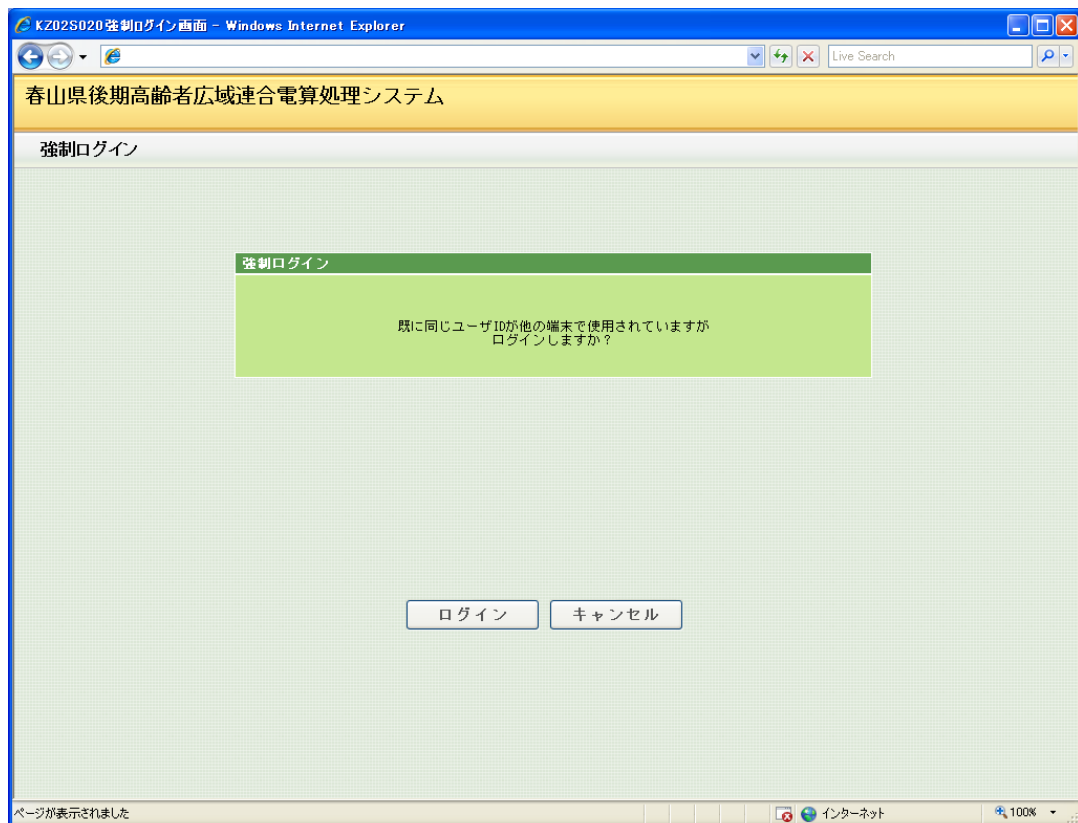 KZ02S020強制ログイン画面 - Windows Internet Explorer
Live Search
春山県後期高齢者広域連合電算処理システム
強制ログイン
強制ログイン
既に同じユーザIDが他の端末で使用されていますが
ログインしますか？
ログイン キャンセル
ページが表示されました インターネット 100%